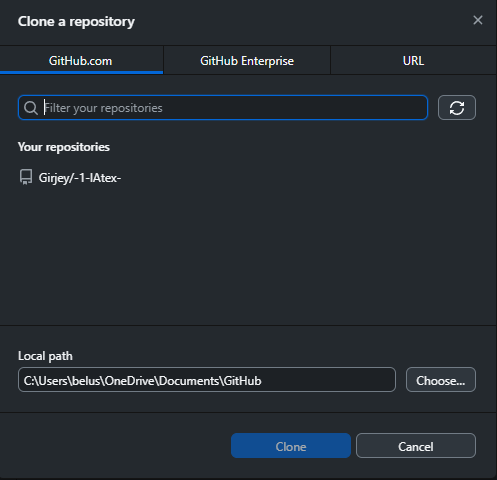 Clone a repository
GitHub.com
GitHub Enterprise
URL
Filter your repositories
Your repositories
Girjey/-1-lAtex-
Local path
C:\Users\belus\OneDrive\Documents\GitHub
Choose...
Clone
Cancel